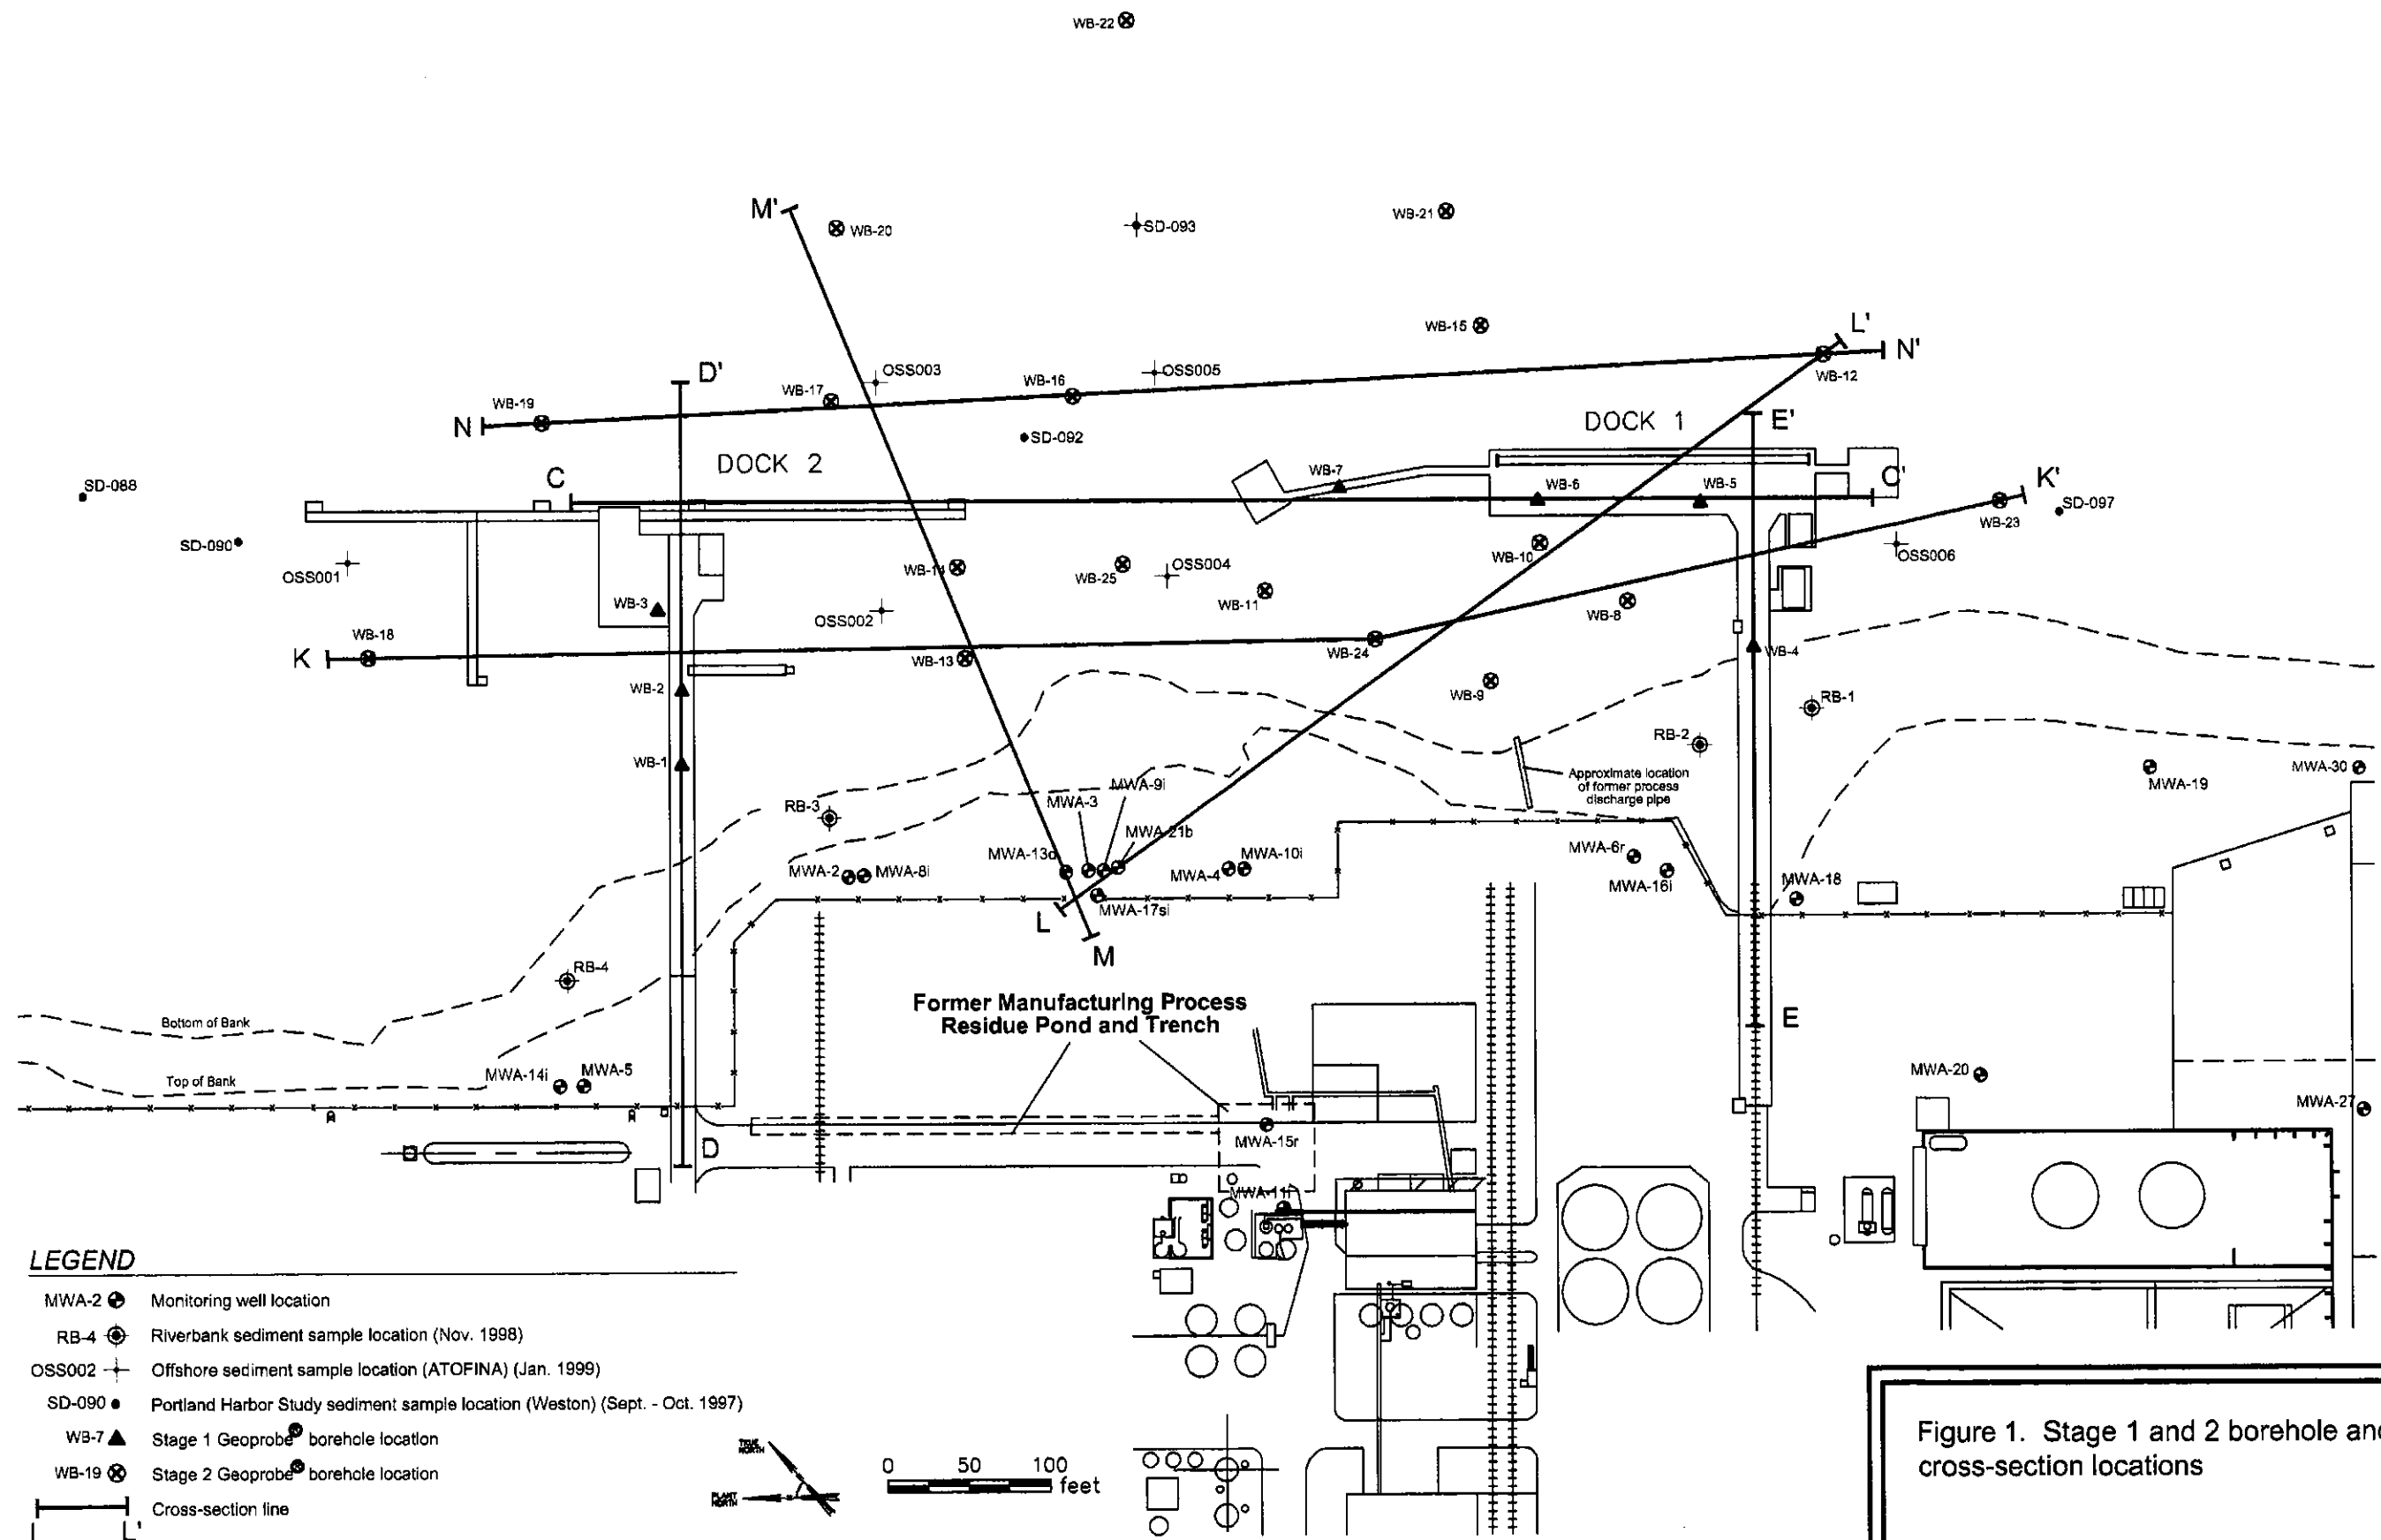 WB-22
M'
WB-20
SD-093
WB-21
WB-15
L'
N'
D'
OSS003
OSS005
WB-16
WB-17
WB-12
WB-19
N
DOCK 1
E'
SD-092
DOCK 2
C
WB-7
WB-6
WB-5
C'
K'
SD-088
SD-097
WB-23
SD-090
WB-10
OSS006
OSS001
WB-14
WB-25
OSS004
WB-11
WB-3
OSS002
WB-8
WB-18
K
WB-13
WB-24
WB-4
WB-2
WB-9
RB-1
RB-2
WB-1
Approximate location
of former process
discharge pipe
MWA-19
MWA-30
RB-3
MWA-3
MWA-9i
MWA-21b
MWA-13d
MWA-2
MWA-8i
MWA-4
MWA-10i
MWA-6r
MWA-16i
MWA-18
MWA-17si
L
M
RB-4
Former Manufacturing Process
Residue Pond and Trench
E
Bottom of Bank
Top of Bank
MWA-14i
MWA-5
MWA-20
MWA-27
MWA-15r
D
LEGEND
MWA-2 Monitoring well location
RB-4 Riverbank sediment sample location (Nov. 1998)
OSS002 Offshore sediment sample location (ATOFINA) (Jan. 1999)
SD-090 Portland Harbor Study sediment sample location (Weston) (Sept. - Oct. 1997)
WB-7 Stage 1 Geoprobe® borehole location
WB-19 Stage 2 Geoprobe® borehole location
Cross-section line
L L'
TRUE
NORTH
PLANT
NORTH
0 50 100
feet
Figure 1. Stage 1 and 2 borehole and
cross-section locations